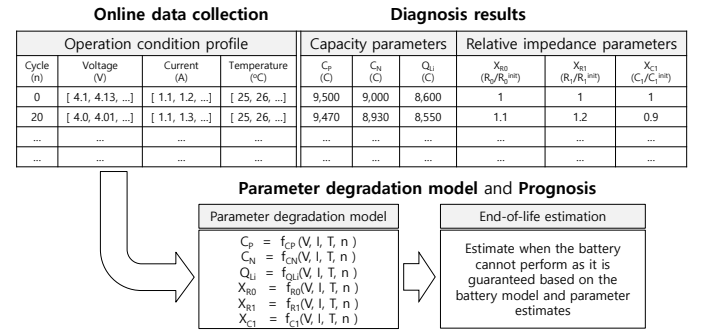 Online data collection Diagnosis results
Operation condition profile Capacity parameters Relative impedance parameters
Cycle (n) Voltage (V) Current (A) Temperature (ºC) C_P (C) C_N (C) Q_Li (C) X_R0 (R_0/R_0^init) X_R1 (R_1/R_1^init) X_C1 (C_1/C_1^init)
0 [ 4.1, 4.13, ...] [ 1.1, 1.2, ...] [ 25, 26, ...] 9,500 9,000 8,600 1 1 1
20 [ 4.0, 4.01, ...] [ 1.1, 1.3, ...] [ 25, 26, ...] 9,470 8,930 8,550 1.1 1.2 0.9
... ... ... ... ... ... ... ... ... ...
... ... ... ... ... ... ... ... ... ...
Parameter degradation model and Prognosis
Parameter degradation model
C_P = f_CP(V, I, T, n )
C_N = f_CN(V, I, T, n )
Q_Li = f_QLi(V, I, T, n )
X_R0 = f_R0(V, I, T, n )
X_R1 = f_R1(V, I, T, n )
X_C1 = f_C1(V, I, T, n )
End-of-life estimation
Estimate when the battery
cannot perform as it is
guaranteed based on the
battery model and parameter
estimates